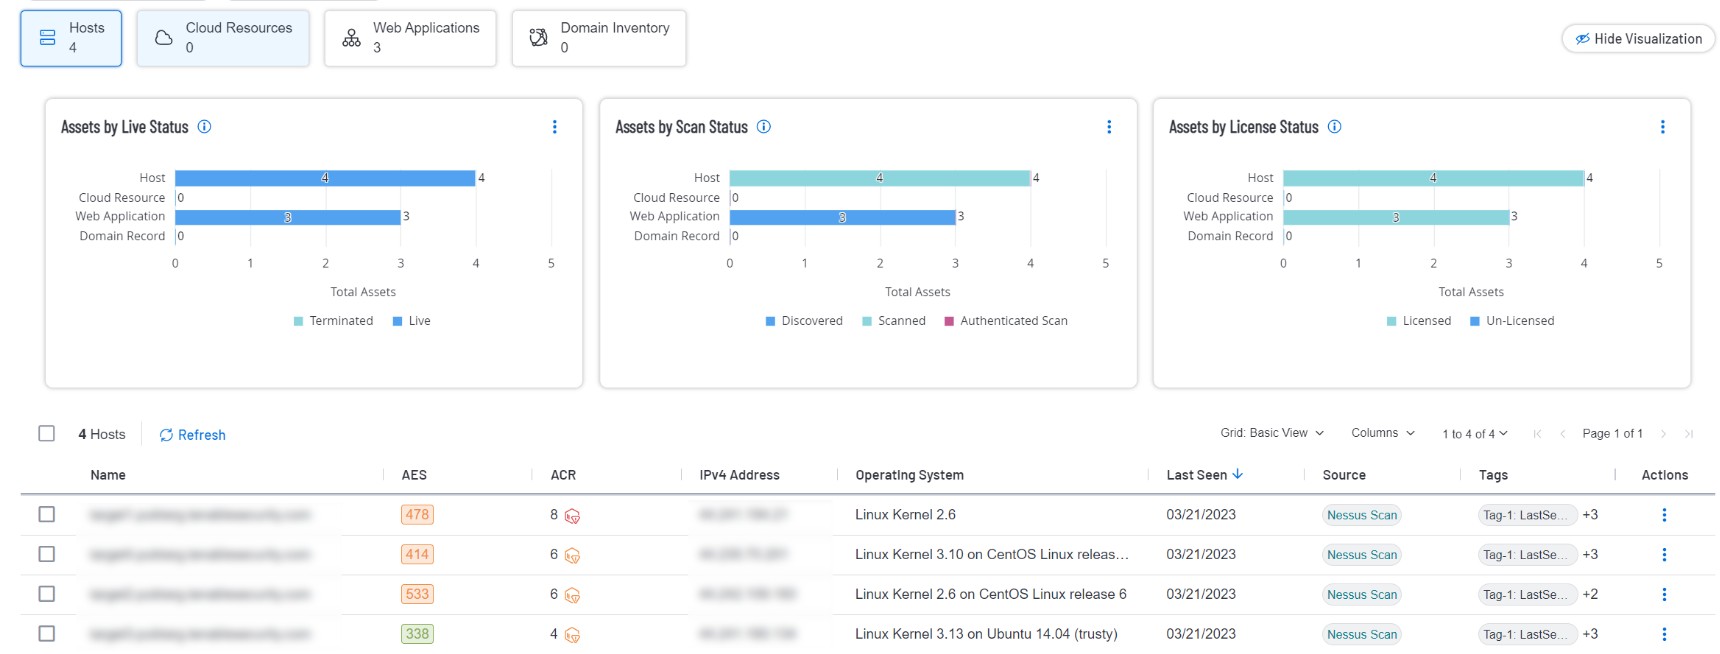 Hosts
4
Cloud Resources
0
Web Applications
3
Domain Inventory
0
Hide Visualization
Assets by Live Status
Host 4 4
Cloud Resource 0
Web Application 3 3
Domain Record 0
0 1 2 3 4 5
Total Assets
Terminated Live
Assets by Scan Status
Host 4 4
Cloud Resource 0
Web Application 3 3
Domain Record 0
0 1 2 3 4 5
Total Assets
Discovered Scanned Authenticated Scan
Assets by License Status
Host 4 4
Cloud Resource 0
Web Application 3 3
Domain Record 0
0 1 2 3 4 5
Total Assets
Licensed Un-Licensed
4 Hosts Refresh Grid: Basic View Columns 1 to 4 of 4 Page 1 of 1
Name AES ACR IPv4 Address Operating System Last Seen Source Tags Actions
478 8 Linux Kernel 2.6 03/21/2023 Nessus Scan Tag-1: LastSe... +3
414 6 Linux Kernel 3.10 on CentOS Linux releas... 03/21/2023 Nessus Scan Tag-1: LastSe... +3
533 6 Linux Kernel 2.6 on CentOS Linux release 6 03/21/2023 Nessus Scan Tag-1: LastSe... +2
338 4 Linux Kernel 3.13 on Ubuntu 14.04 (trusty) 03/21/2023 Nessus Scan Tag-1: LastSe... +3